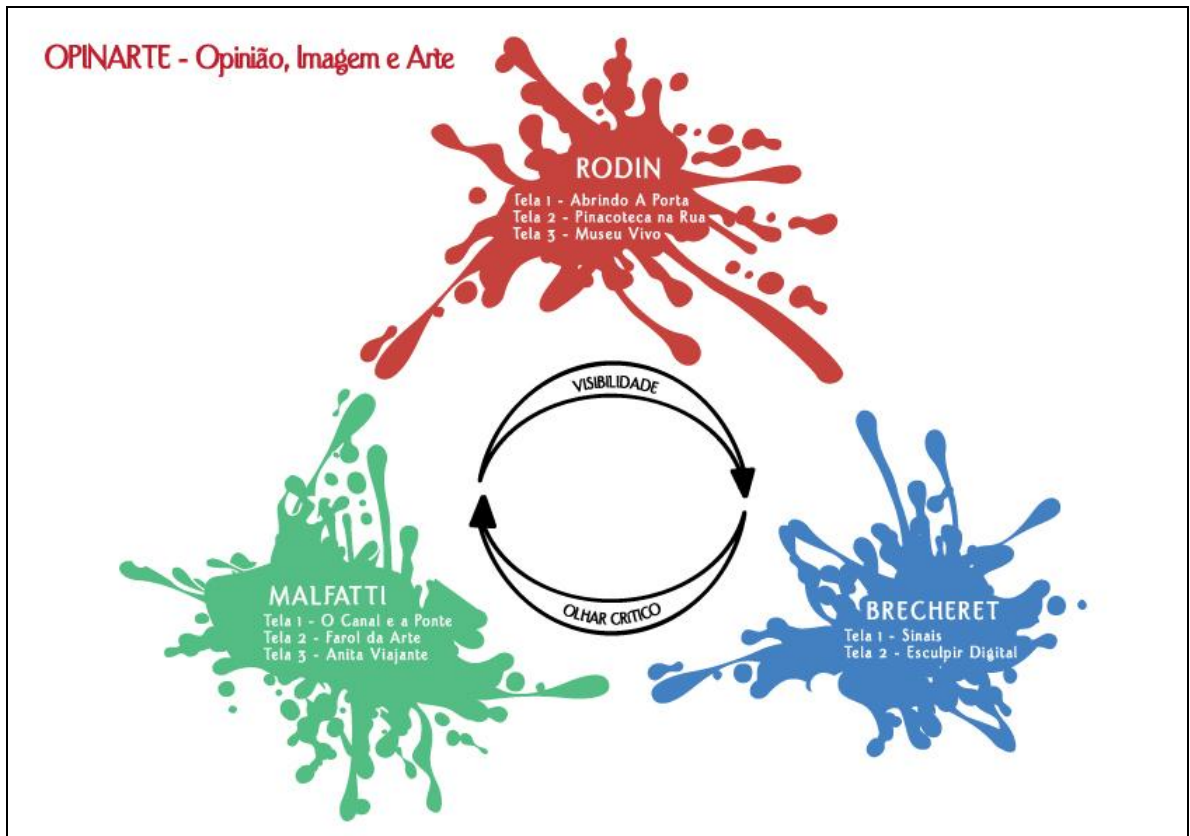 OPINARTE - Opinião, Imagem e Arte
RODIN
Tela 1 - Abrindo A Porta
Tela 2 - Pinacoteca na Rua
Tela 3 - Museu Vivo
VISIBILIDADE
OLHAR CRITICO
MALFATTI
Tela 1 - O Canal e a Ponte
Tela 2 - Farol da Arte
Tela 3 - Anita Viajante
BRECHERET
Tela 1 - Sinais
Tela 2 - Esculpir Digital